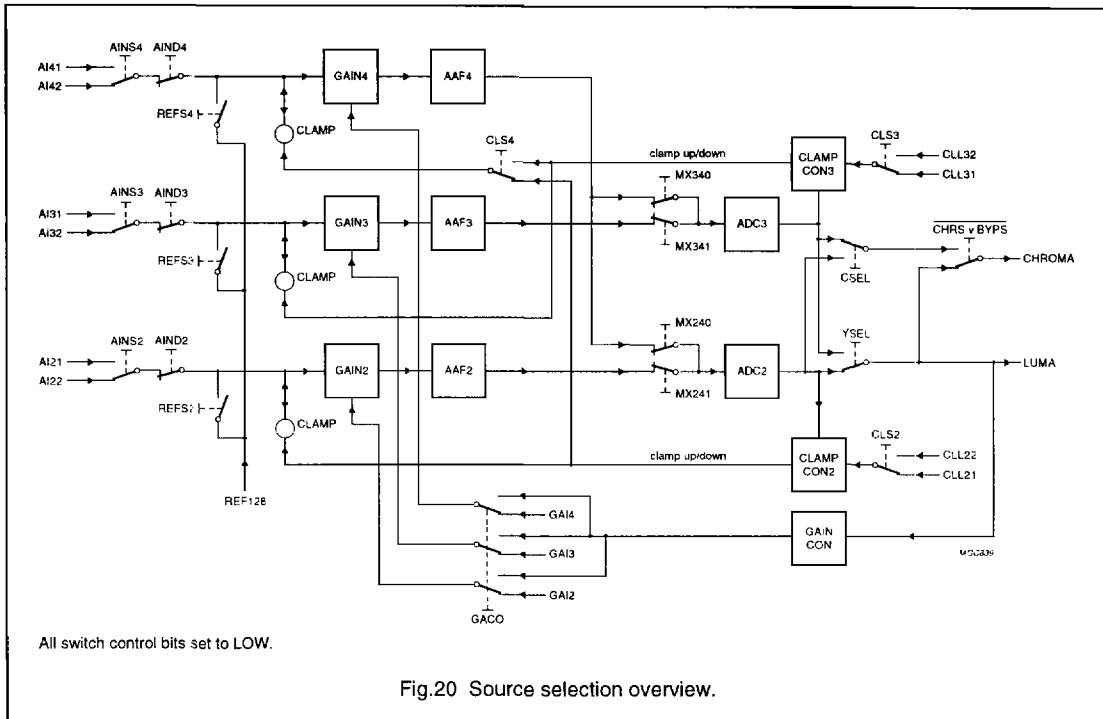 AINS4 AIND4
AI41
AI42
GAIN4
AAF4
REFS4
CLAMP
CLS4
clamp up/down
CLAMP CON3
CLS3
CLL32
CLL31
AINS3 AIND3
AI31
AI32
GAIN3
AAF3
MX340
MX341
ADC3
CHRS v BYPS
CHROMA
CSEL
REFS3
CLAMP
AINS2 AIND2
AI21
AI22
GAIN2
AAF2
MX240
MX241
ADC2
YSEL
LUMA
REFS2
CLAMP
clamp up/down
CLAMP CON2
CLS2
CLL22
CLL21
REF128
GAI4
GAI3
GAI2
GACO
GAIN CON
All switch control bits set to LOW.
Fig.20 Source selection overview.